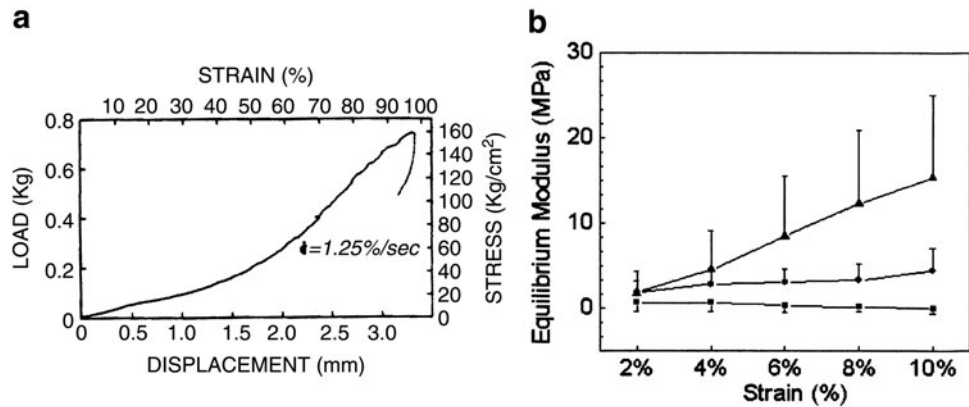 a
STRAIN (%)
10 20 30 40 50 60 70 80 90 100
LOAD (Kg)
0.8
0.6
0.4
0.2
0
160
140
120
100
80
60
40
20
0
STRESS (Kg/cm²)
=1.25%/sec
0 0.5 1.0 1.5 2.0 2.5 3.0
DISPLACEMENT (mm)
b
Equilibrium Modulus (MPa)
30
20
10
0
2% 4% 6% 8% 10%
Strain (%)